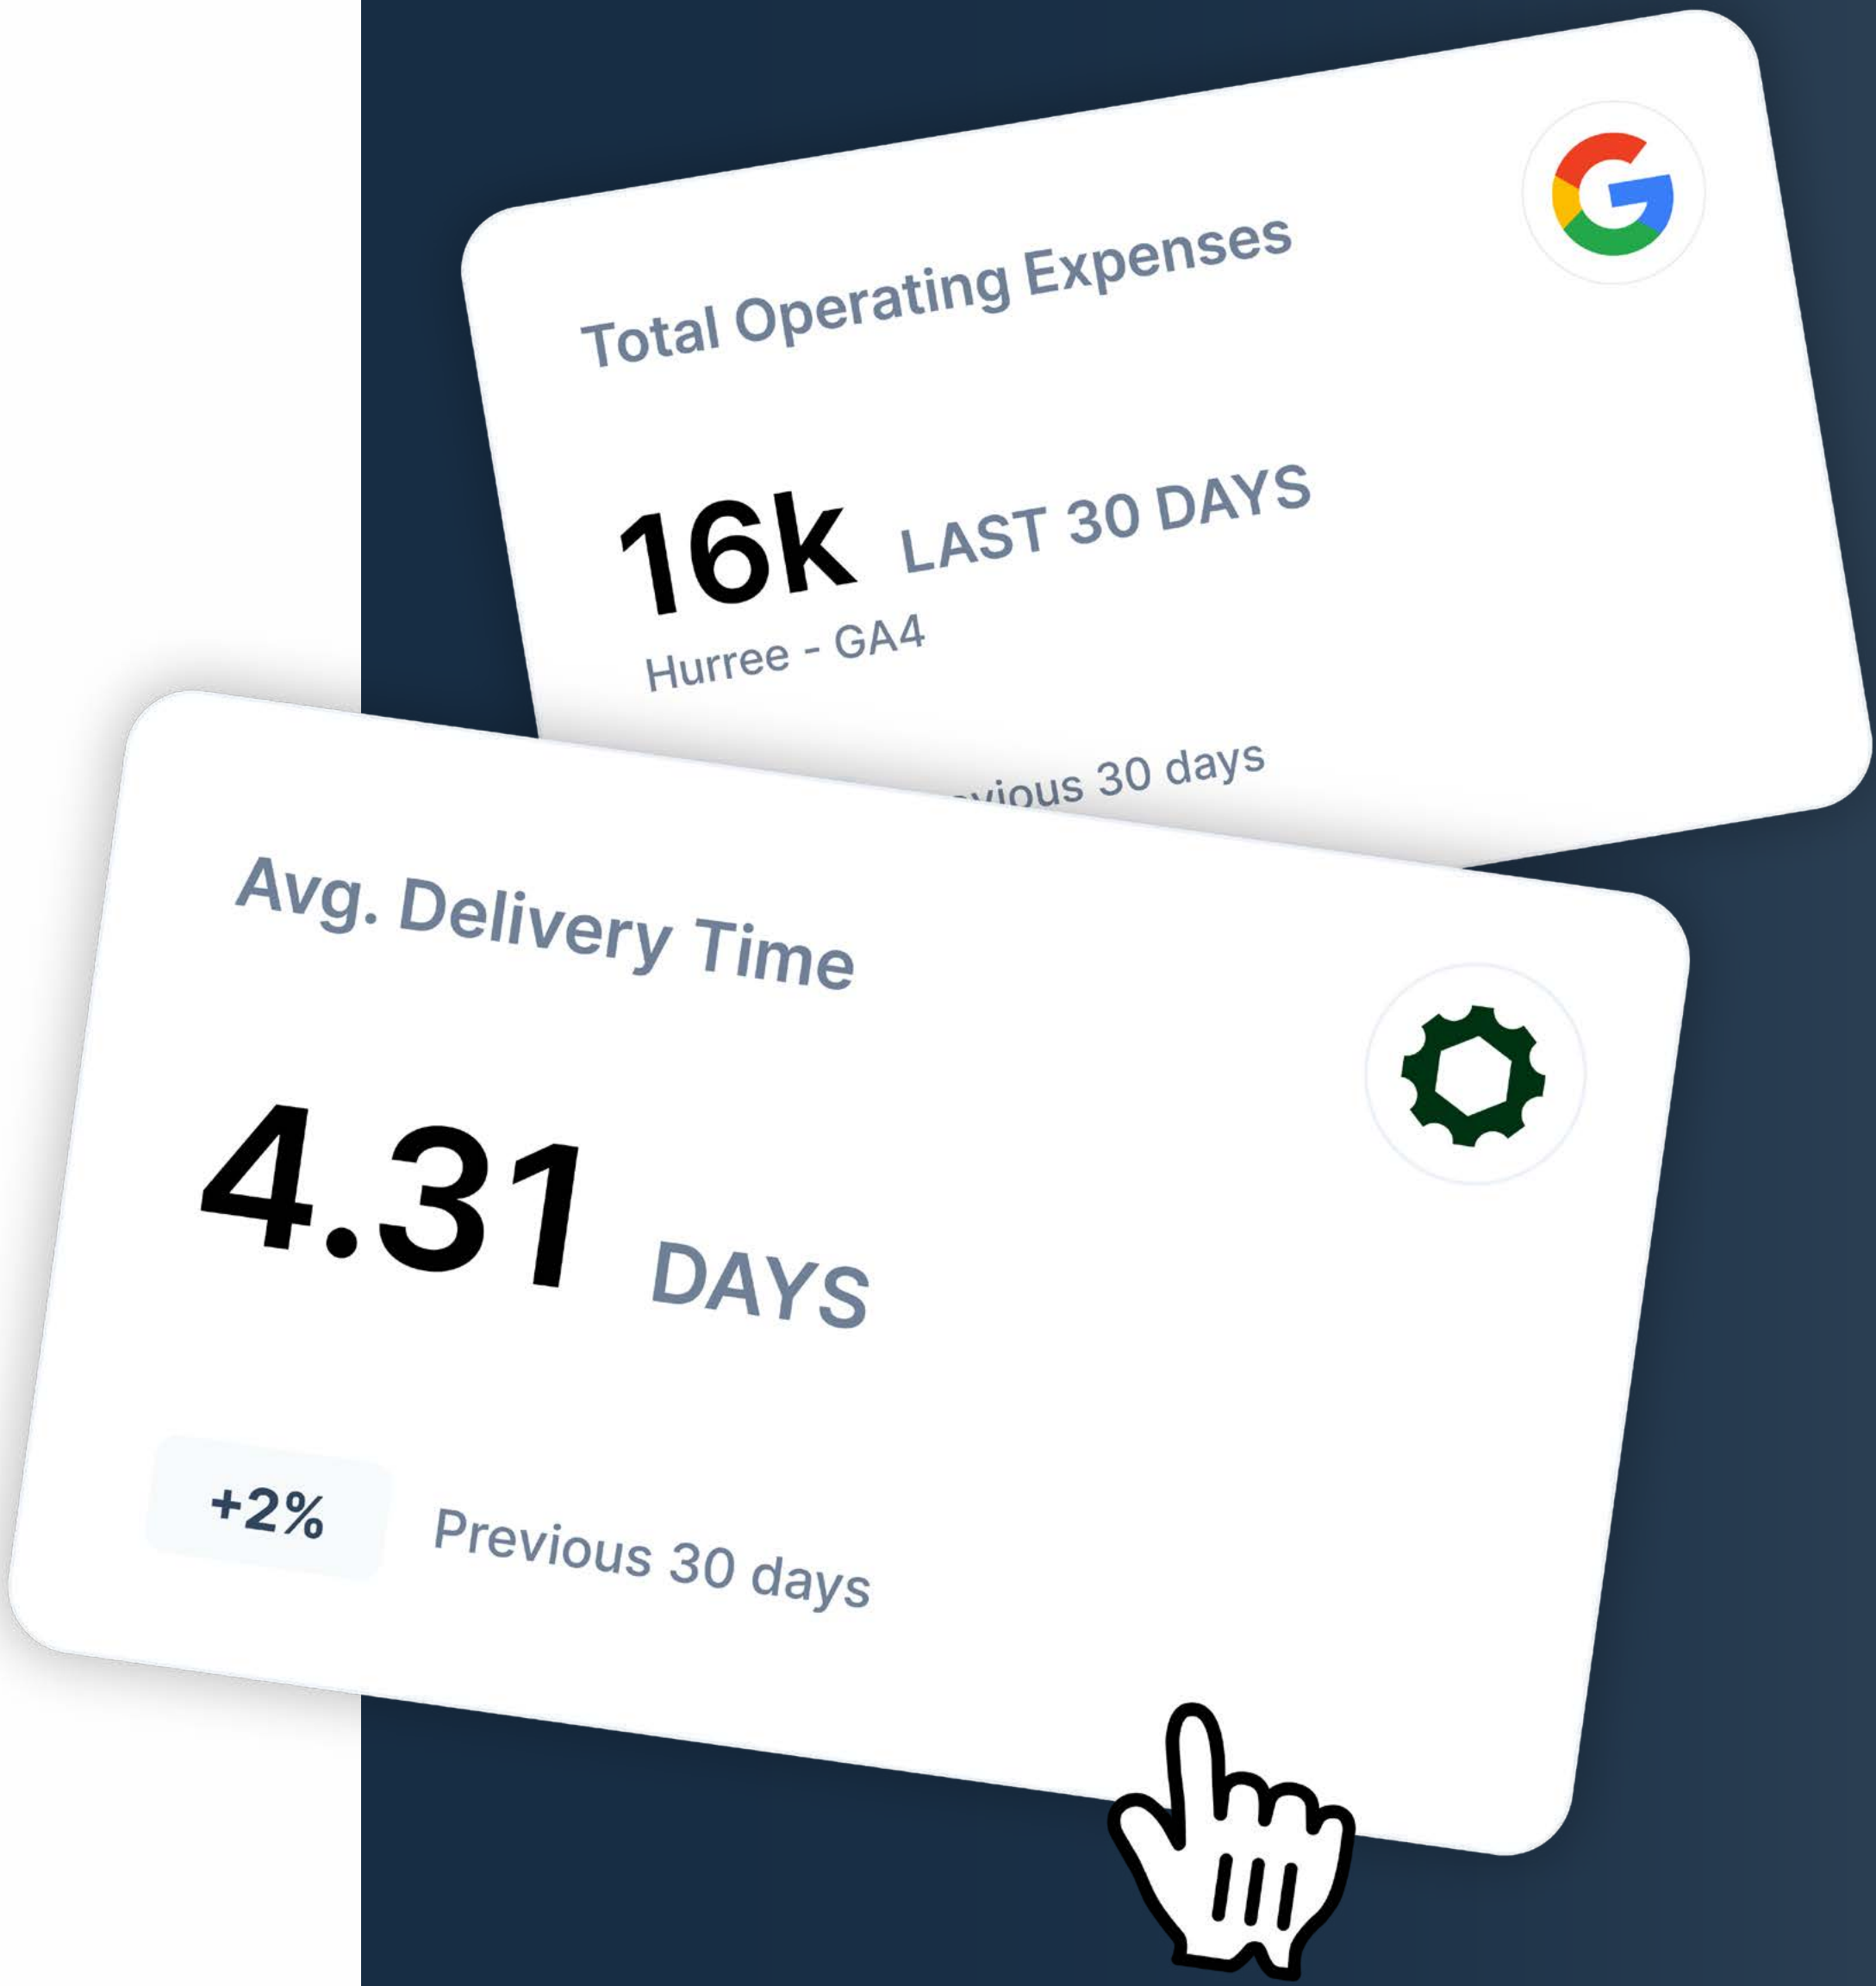 Total Operating Expenses
16k LAST 30 DAYS
Hurree - GA4
30 days
Avg. Delivery Time
4.31 DAYS
+2% Previous 30 days